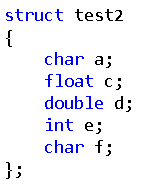 struct test2
{
    char a;
    float c;
    double d;
    int e;
    char f;
};